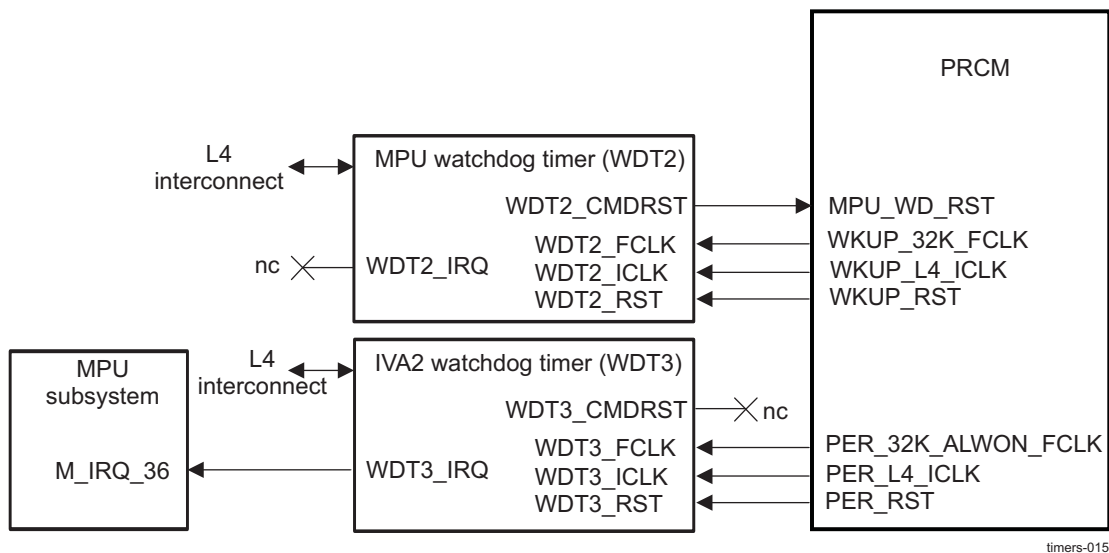 PRCM
L4
interconnect
MPU watchdog timer (WDT2)
WDT2_CMDRST
MPU_WD_RST
WDT2_FCLK
WKUP_32K_FCLK
nc
WDT2_IRQ
WDT2_ICLK
WKUP_L4_ICLK
WDT2_RST
WKUP_RST
MPU
subsystem
L4
interconnect
IVA2 watchdog timer (WDT3)
WDT3_CMDRST
nc
WDT3_FCLK
PER_32K_ALWON_FCLK
M_IRQ_36
WDT3_IRQ
WDT3_ICLK
PER_L4_ICLK
WDT3_RST
PER_RST
timers-015